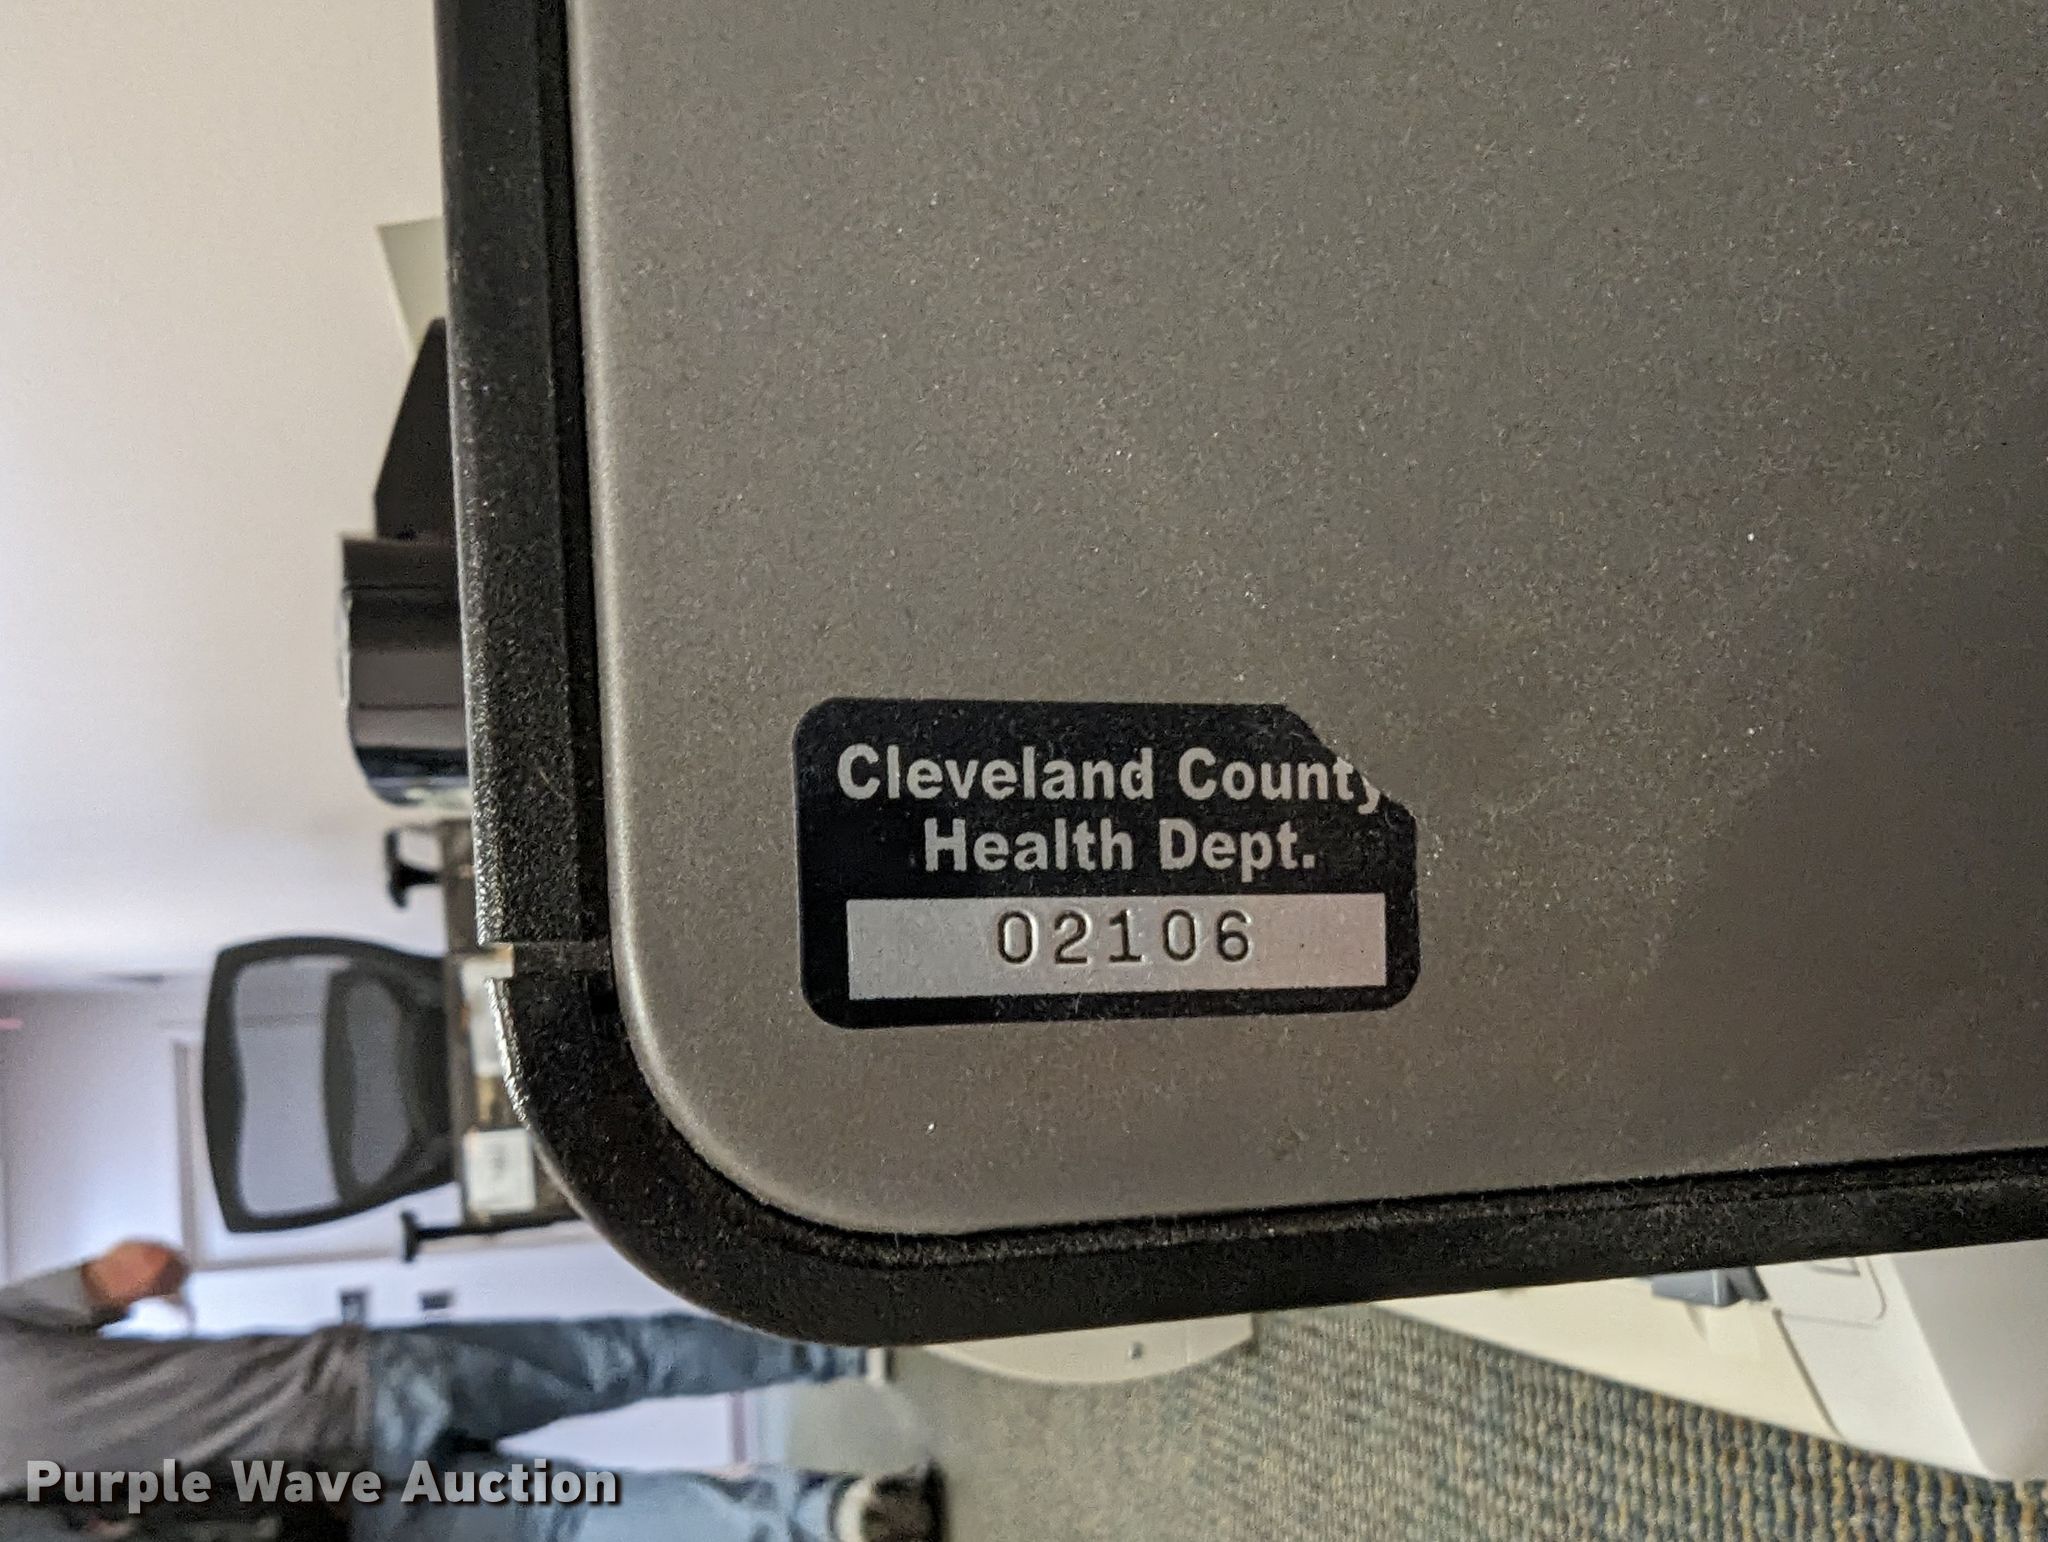 Cleveland County
Health Dept.
02106
Purple Wave Auction